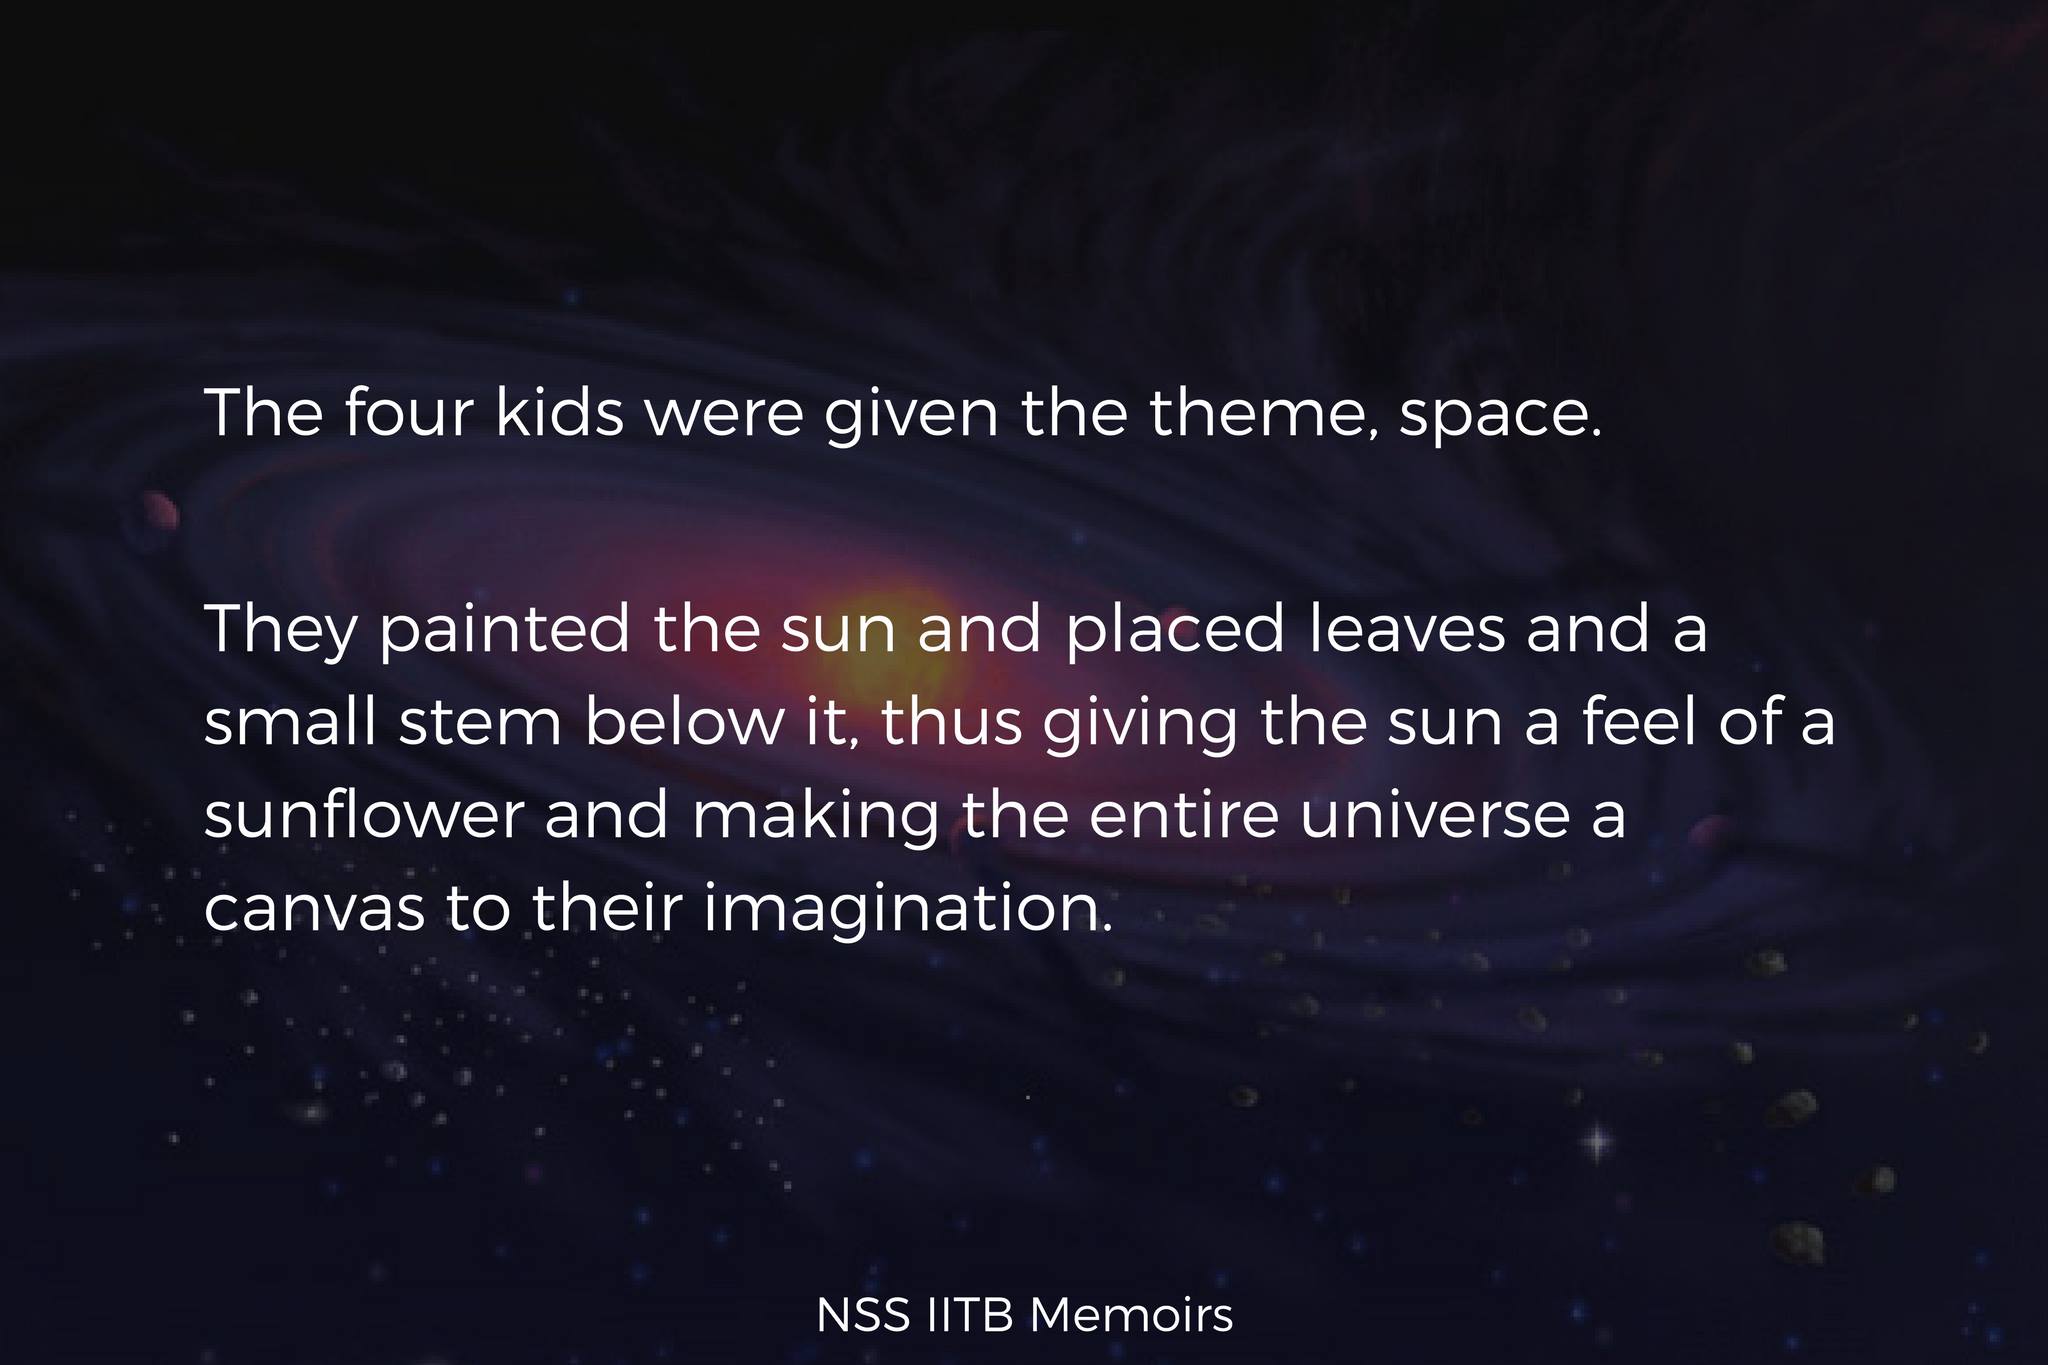 The four kids were given the theme, space.
They painted the sun and placed leaves and a
small stem below it, thus giving the sun a feel of a
sunflower and making the entire universe a
canvas to their imagination.
NSS IITB Memoirs